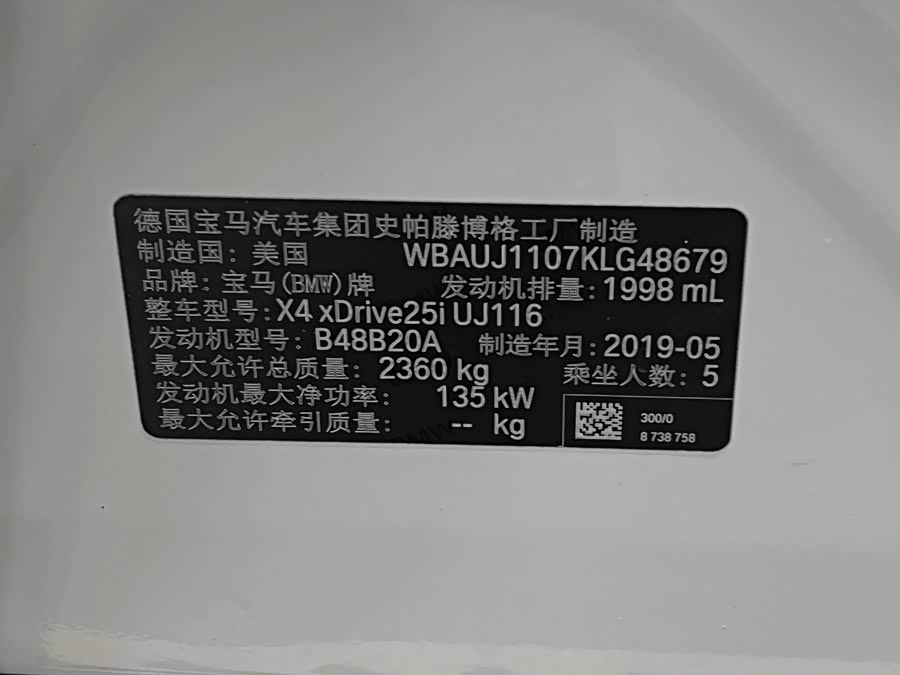 德国宝马汽车集团史帕滕博格工厂制造
制造国: 美国 WBAUJ1107KLG48679
品牌: 宝马(BMW)牌 发动机排量: 1998 mL
整车型号: X4 xDrive25i UJ116
发动机型号: B48B20A 制造年月: 2019-05
最大允许总质量: 2360 kg 乘坐人数: 5
发动机最大净功率: 135 kW
最大允许牵引质量: -- kg
300/0
8 738 758